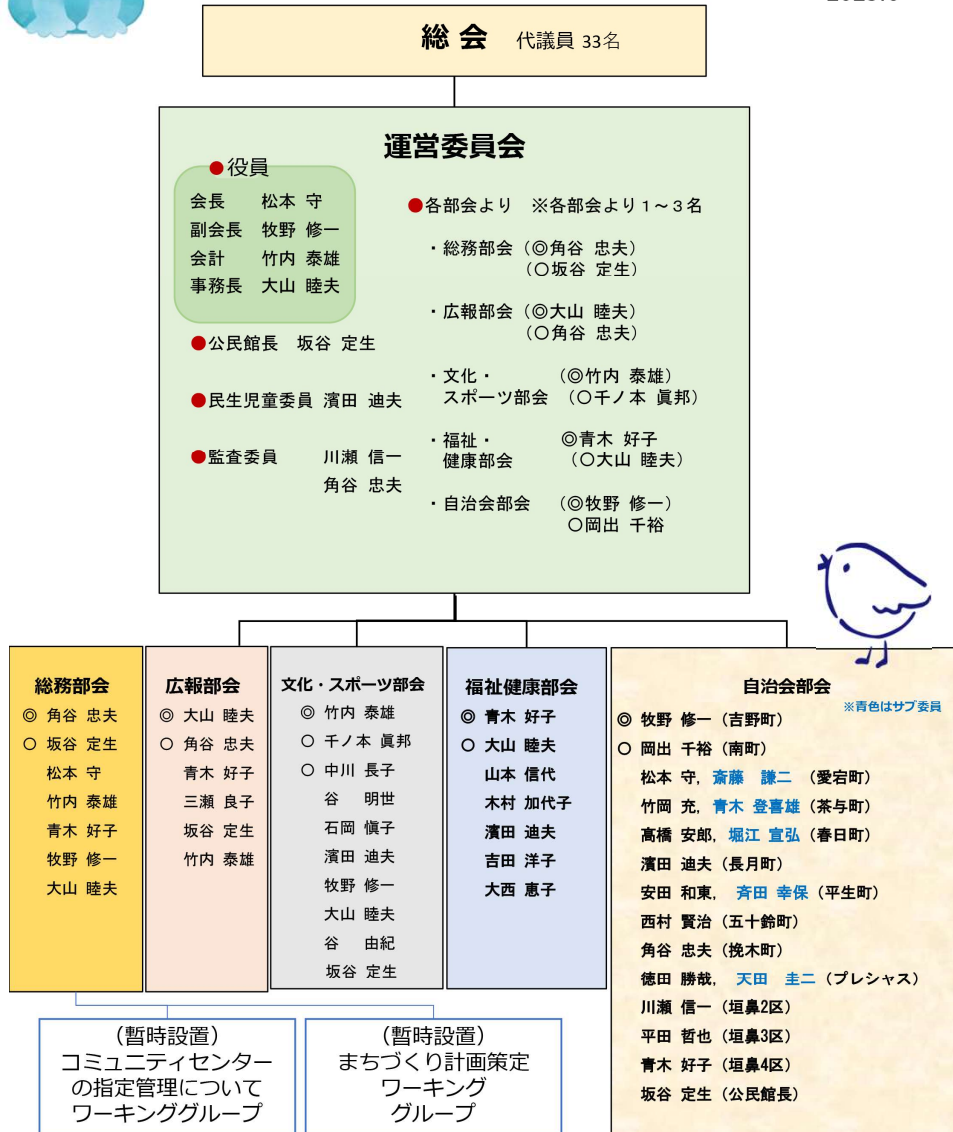 総 会 代議員 33名
運営委員会
●役員
会長 松本 守
副会長 牧野 修一
会計 竹内 泰雄
事務長 大山 睦夫
●公民館長 坂谷 定生
●民生児童委員 濱田 迪夫
●監査委員 川瀬 信一
角谷 忠夫
●各部会より ※各部会より1～3名
・総務部会（◎角谷 忠夫）
（○坂谷 定生）
・広報部会（◎大山 睦夫）
（○角谷 忠夫）
・文化・ （◎竹内 泰雄）
スポーツ部会 （○千ノ本 眞邦）
・福祉・ ◎青木 好子
健康部会 （○大山 睦夫）
・自治会部会 （◎牧野 修一）
○岡出 千裕
総務部会
◎ 角谷 忠夫
○ 坂谷 定生
松本 守
竹内 泰雄
青木 好子
牧野 修一
大山 睦夫
広報部会
◎ 大山 睦夫
○ 角谷 忠夫
青木 好子
三瀬 良子
坂谷 定生
竹内 泰雄
文化・スポーツ部会
◎ 竹内 泰雄
○ 千ノ本 眞邦
○ 中川 長子
谷 明世
石岡 愼子
濱田 迪夫
牧野 修一
大山 睦夫
谷 由紀
坂谷 定生
福祉健康部会
◎ 青木 好子
○ 大山 睦夫
山本 信代
木村 加代子
濱田 迪夫
吉田 洋子
大西 恵子
自治会部会
※青色はサブ委員
◎ 牧野 修一（吉野町）
○ 岡出 千裕（南町）
松本 守, 斎藤 謙二 （愛宕町）
竹岡 充, 青木 登喜雄（茶与町）
髙橋 安郎, 堀江 宣弘（春日町）
濱田 迪夫（長月町）
安田 和東, 斉田 幸保（平生町）
西村 賢治（五十鈴町）
角谷 忠夫（挽木町）
徳田 勝哉, 天田 圭二（プレシャス）
川瀬 信一（垣鼻2区）
平田 哲也（垣鼻3区）
青木 好子（垣鼻4区）
坂谷 定生（公民館長）
（暫時設置）
コミュニティセンター
の指定管理について
ワーキンググループ
（暫時設置）
まちづくり計画策定
ワーキング
グループ